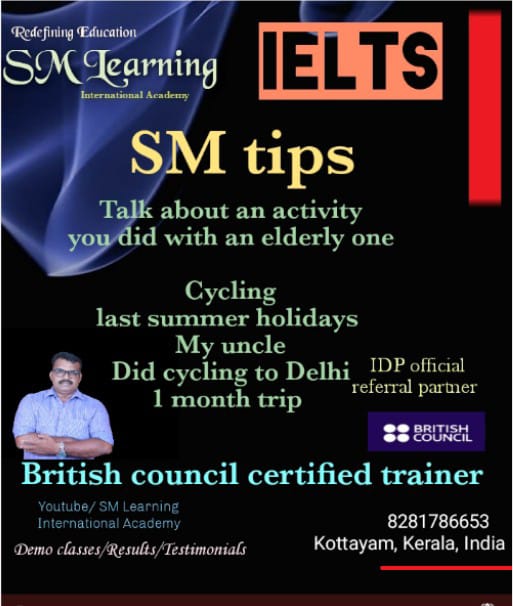 Redefining Education
SM Learning
International Academy
IELTS
SM tips
Talk about an activity
you did with an elderly one
Cycling
last summer holidays
My uncle
Did cycling to Delhi
1 month trip
IDP official
referral partner
BRITISH
COUNCIL
British council certified trainer
Youtube/ SM Learning
International Academy
Demo classes/Results/Testimonials
8281786653
Kottayam, Kerala, India